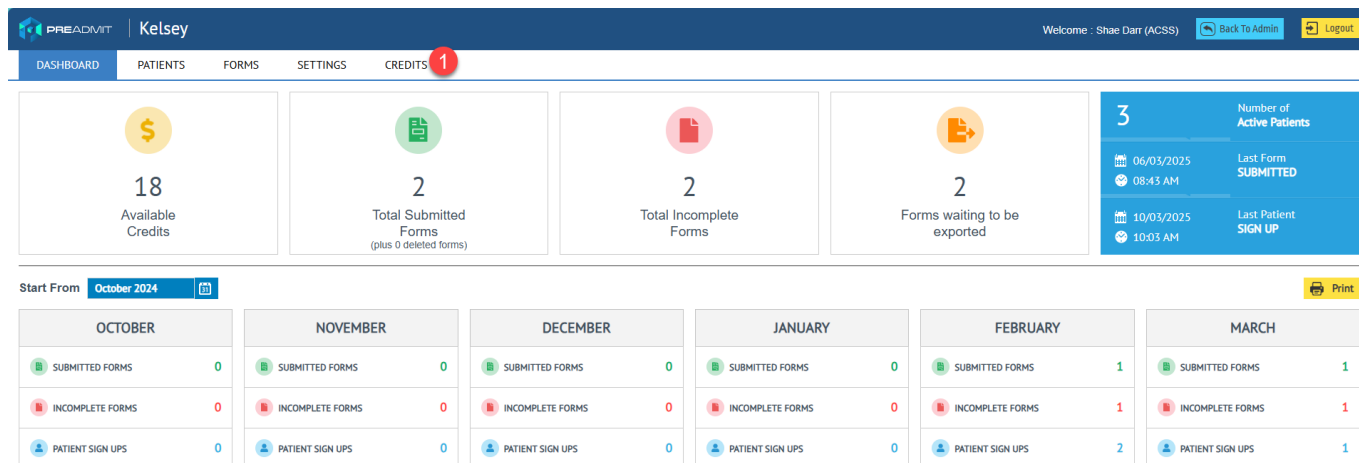 PREADMIT Kelsey Welcome : Shae Darr (ACSS) Back To Admin Logout
DASHBOARD PATIENTS FORMS SETTINGS CREDITS 1
$
18
Available
Credits
2
Total Submitted
Forms
(plus 0 deleted forms)
2
Total Incomplete
Forms
2
Forms waiting to be
exported
3 Number of
Active Patients
06/03/2025 Last Form
08:43 AM SUBMITTED
10/03/2025 Last Patient
10:03 AM SIGN UP
Start From October 2024 31 Print
OCTOBER NOVEMBER DECEMBER JANUARY FEBRUARY MARCH
SUBMITTED FORMS 0 SUBMITTED FORMS 0 SUBMITTED FORMS 0 SUBMITTED FORMS 0 SUBMITTED FORMS 1 SUBMITTED FORMS 1
INCOMPLETE FORMS 0 INCOMPLETE FORMS 0 INCOMPLETE FORMS 0 INCOMPLETE FORMS 0 INCOMPLETE FORMS 1 INCOMPLETE FORMS 1
PATIENT SIGN UPS 0 PATIENT SIGN UPS 0 PATIENT SIGN UPS 0 PATIENT SIGN UPS 0 PATIENT SIGN UPS 2 PATIENT SIGN UPS 1